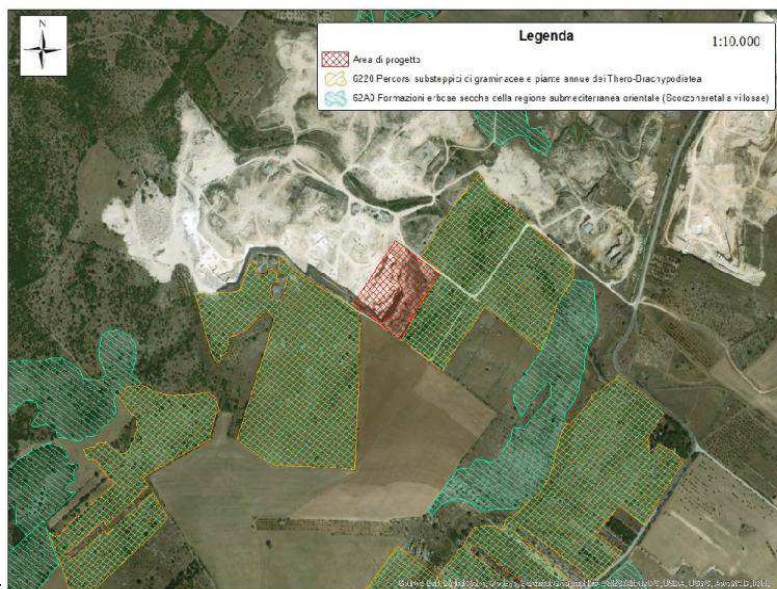 N
Legenda
1:10.000
Area di progetto
6220 Percorsi substeppici di graminacee e piante annue dei Thero-Brachypodietea
62A0 Formazioni erbose secche della regione submediterranea orientale (Scorzoneretalia villosae)